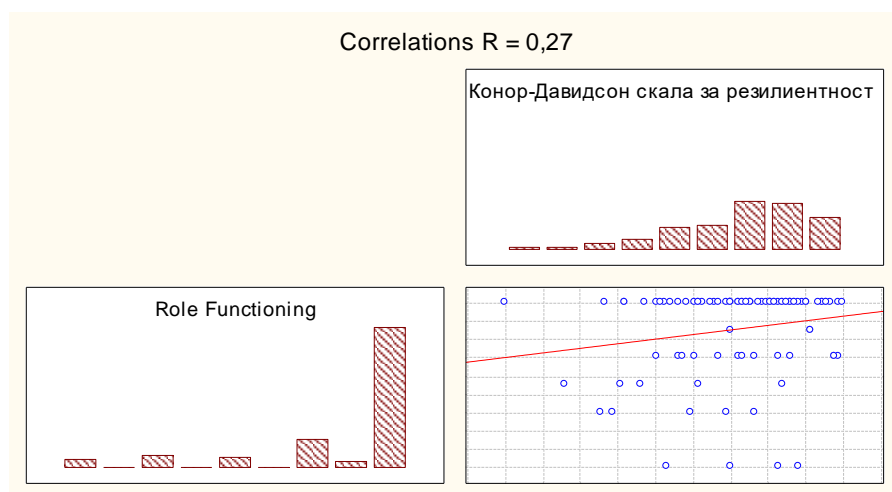 Correlations R = 0,27
Конор-Давидсон скала за резилиентност
Role Functioning